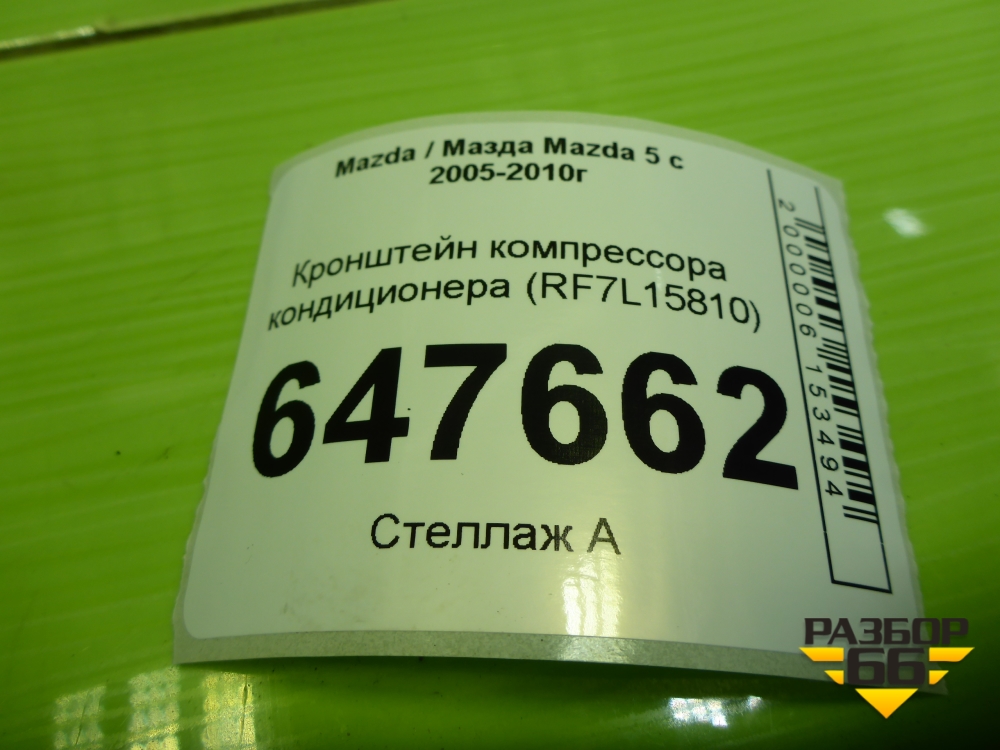 Mazda / Мазда Mazda 5 с
2005-2010г
Кронштейн компрессора
кондиционера (RF7L15810)
647662
Стеллаж А
2000006153494
РАЗБОР
66